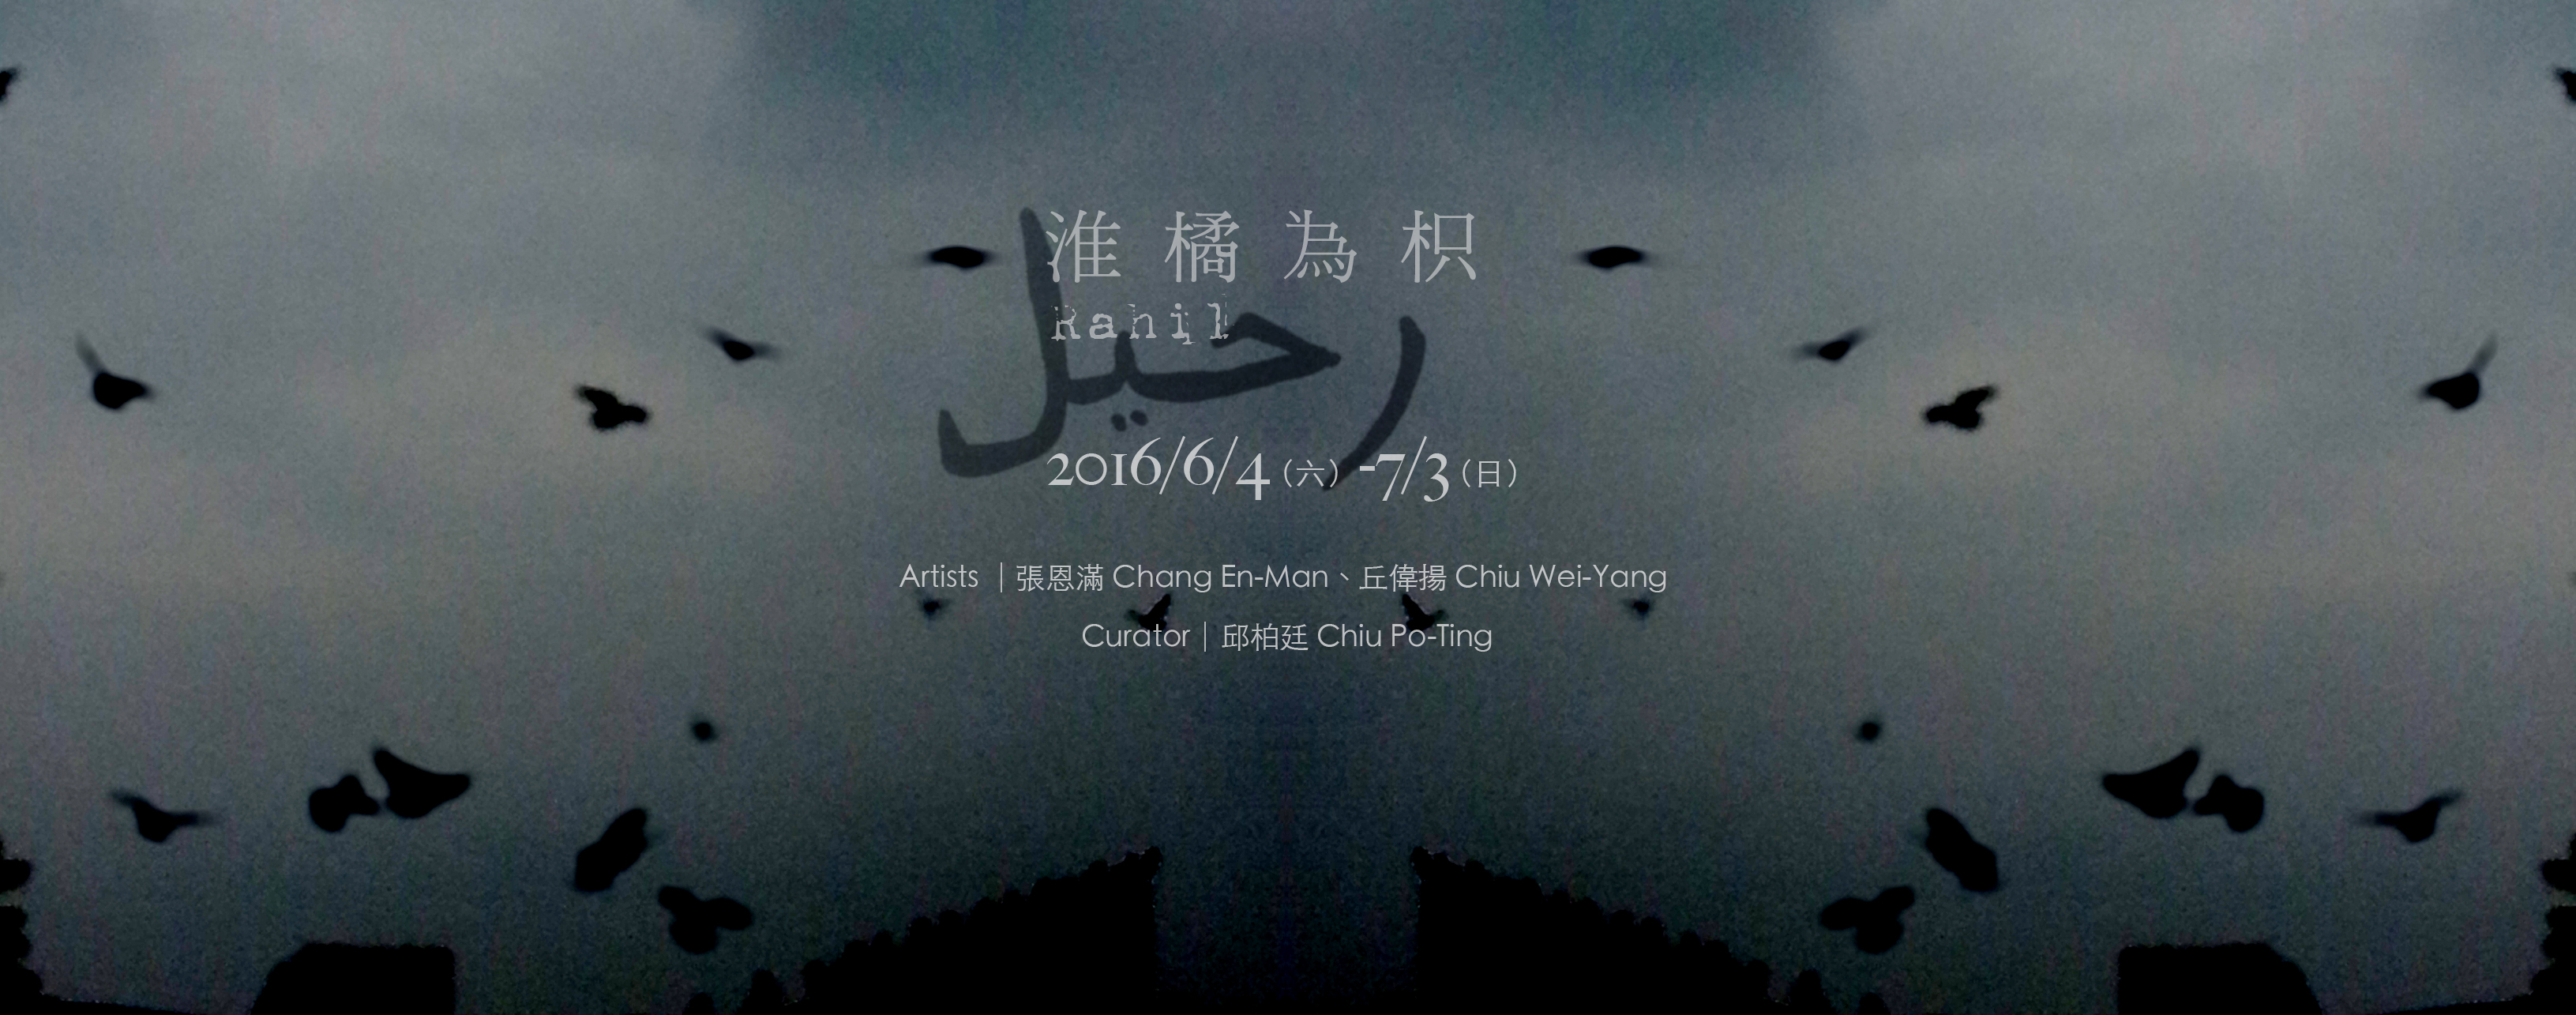 淮橘為枳
Rahil
رحيل
2016/6/4（六）-7/3（日）
Artists ｜張恩滿 Chang En-Man、丘偉揚 Chiu Wei-Yang
Curator｜邱柏廷 Chiu Po-Ting